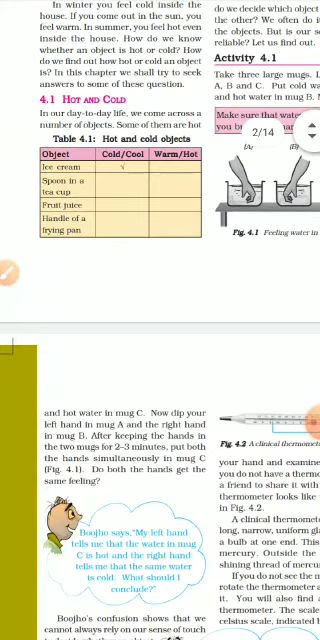 In winter you feel cold inside the
house. If you come out in the sun, you
feel warm. In summer, you feel hot even
inside the house. How do we know
whether an object is hot or cold? How
do we find out how hot or cold an object
is? In this chapter we shall try to seek
answers to some of these question.
4.1 HOT AND COLD
In our day-to-day life, we come across a
number of objects. Some of them are hot
Table 4.1: Hot and cold objects
Object Cold/Cool Warm/Hot
Ice cream √
Spoon in a
tea cup
Fruit juice
Handle of a
frying pan
do we decide which object
the other? We often do it
the objects. But is our
reliable? Let us find out.
Activity 4.1
Take three large mugs.
A, B and C. Put cold
and hot water in mug B.
Make sure that
you
2/14
(A) (B)
Fig. 4.1 Feeling water in
and hot water in mug C. Now dip your
left hand in mug A and the right hand
in mug B. After keeping the hands in
the two mugs for 2–3 minutes, put both
the hands simultaneously in mug C
(Fig. 4.1). Do both the hands get the
same feeling?
Boojho says,"My left hand
tells me that the water in mug
C is hot and the right hand
tells me that the same water
is cold. What should I
conclude?"
Boojho's confusion shows that we
cannot always rely on our sense of touch
Fig. 4.2 A clinical
your hand and examine
you do not have a
a friend to share it with
thermometer looks like
in Fig. 4.2.
A clinical
long, narrow, uniform
a bulb at one end. This
mercury. Outside the
shining thread of
If you do not see the
rotate the thermometer a
it. You will also find
thermometer. The scale
celsius scale, indicated